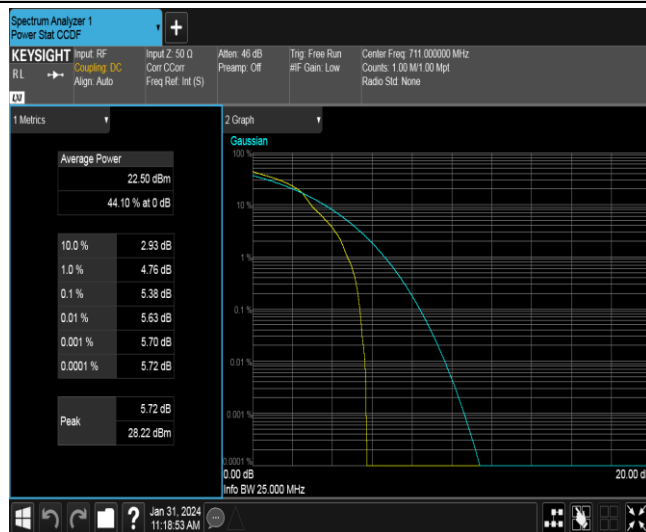 Spectrum Analyzer 1
Power Stat CCDF
+
KEYSIGHT
RL
LXI
Input: RF
Coupling: DC
Align: Auto
Input Z: 50 Ω
Corr CCorr
Freq Ref: Int (S)
Atten: 46 dB
Preamp: Off
Trig: Free Run
#IF Gain: Low
Center Freq: 711.000000 MHz
Counts: 1.00 M/1.00 Mpt
Radio Std: None
1 Metrics
Average Power
22.50 dBm
44.10 % at 0 dB
10.0 % 2.93 dB
1.0 % 4.76 dB
0.1 % 5.38 dB
0.01 % 5.63 dB
0.001 % 5.70 dB
0.0001 % 5.72 dB
Peak 5.72 dB
28.22 dBm
2 Graph
Gaussian
100 %
10 %
1 %
0.1 %
0.01 %
0.001 %
0.0001 %
0.00 dB
20.00 d
Info BW 25.000 MHz
?
Jan 31, 2024
11:18:53 AM